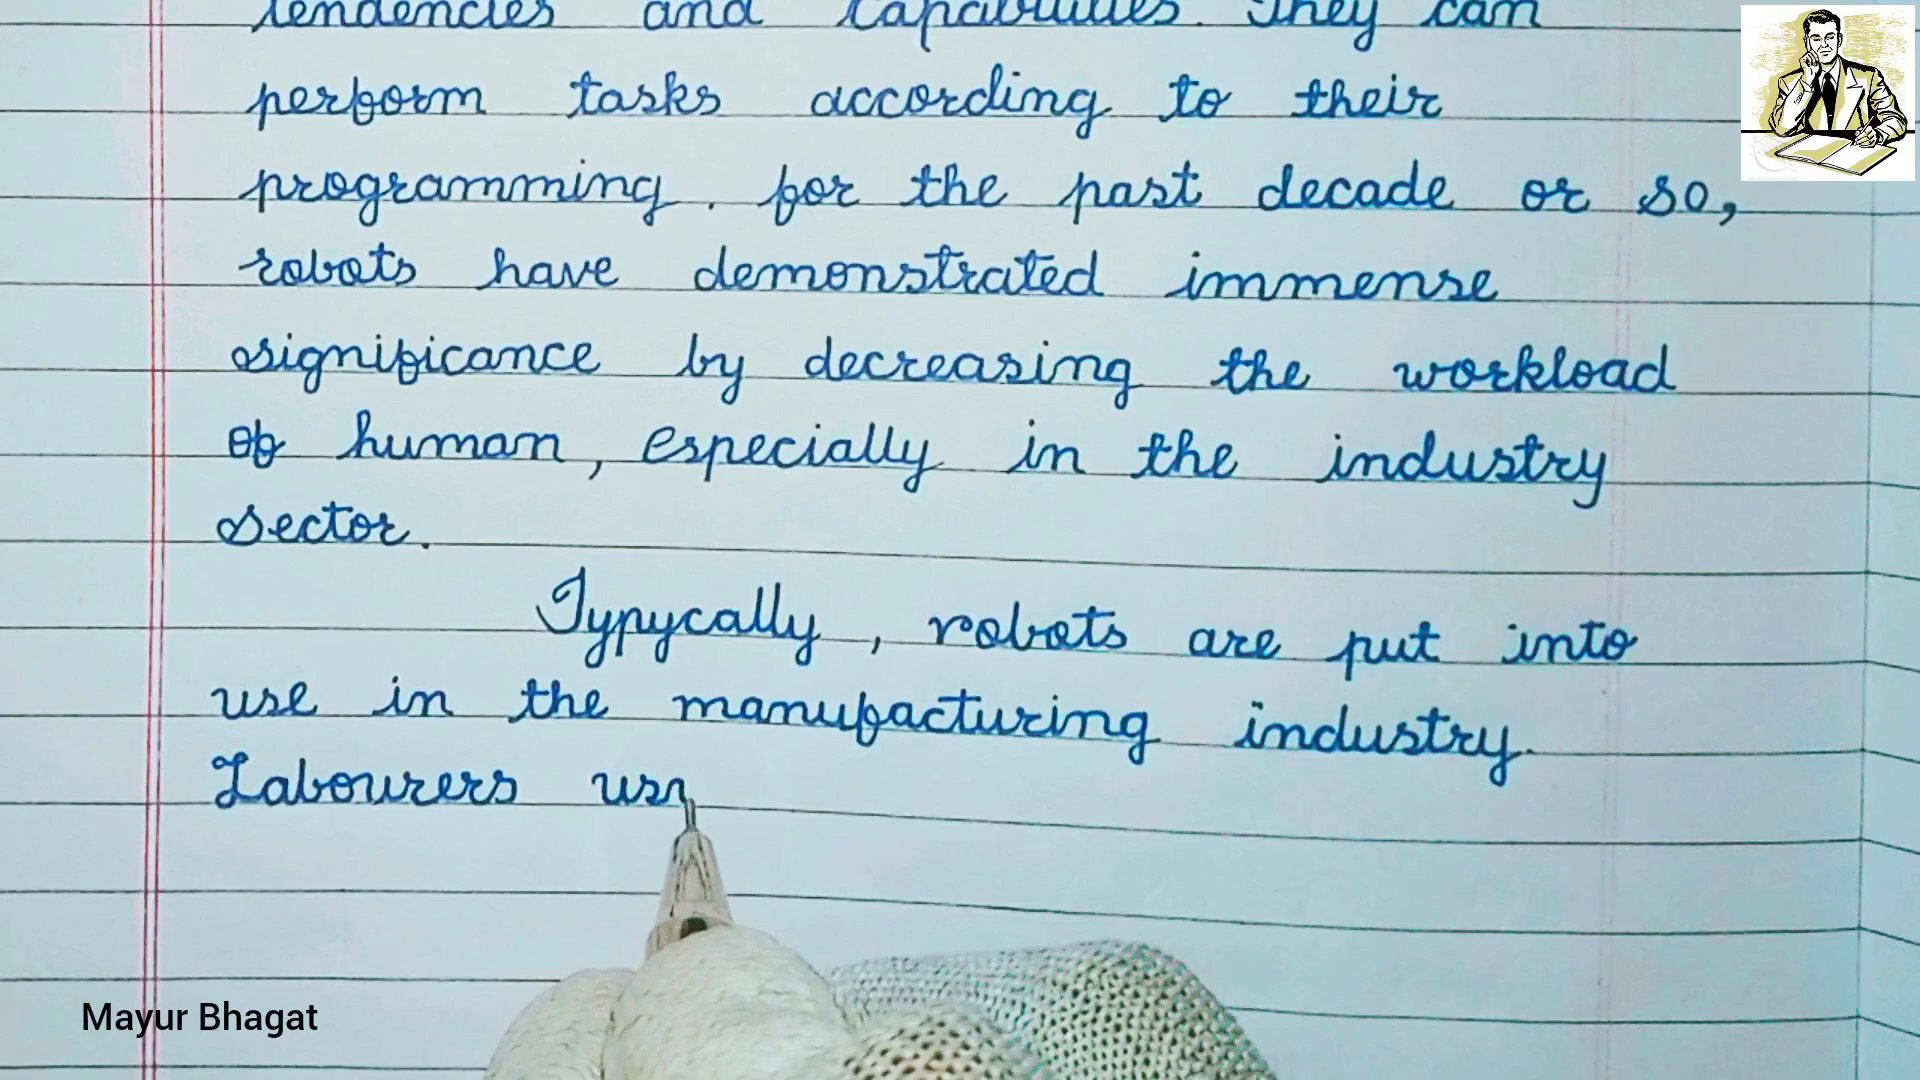 tendencies and capabilities. They can
perform tasks according to their
programming. for the past decade or so,
robots have demonstrated immense
significance by decreasing the workload
of human, especially in the industry
sector.
Typycally, robots are put into
use in the manufacturing industry.
Labourers
Mayur Bhagat